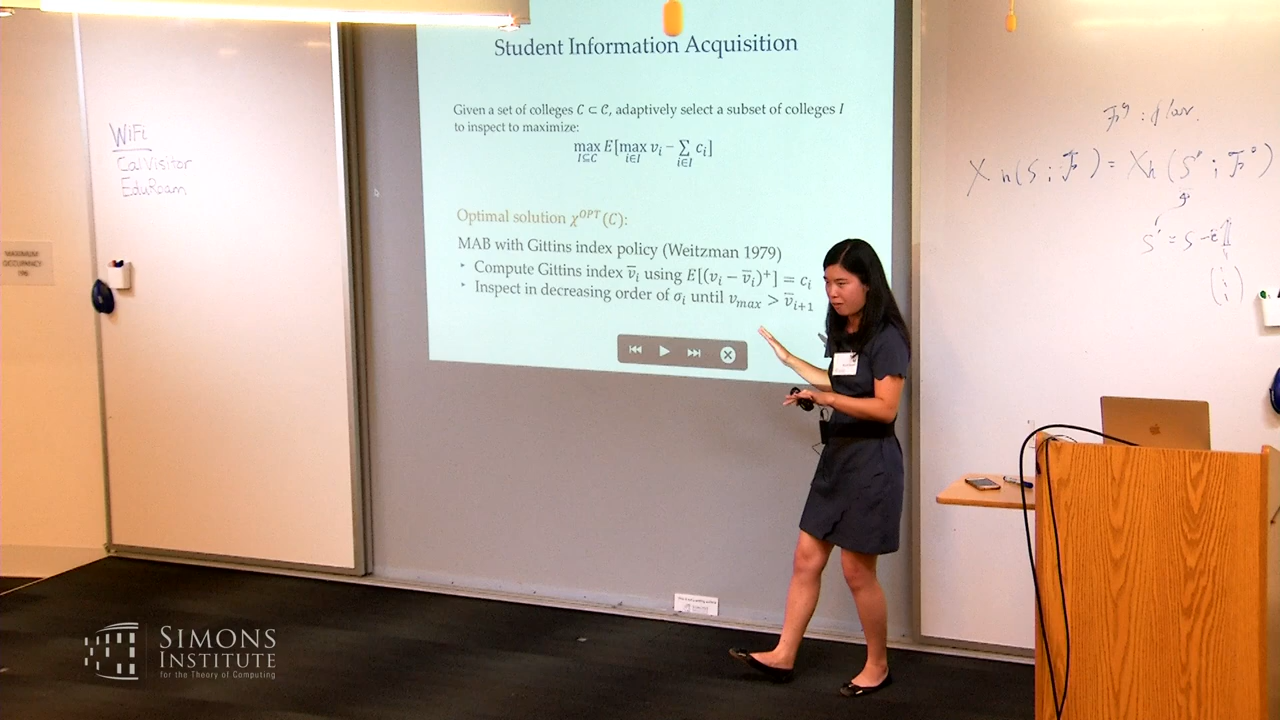 Student Information Acquisition
Given a set of colleges C ⊂ 𝒞, adaptively select a subset of colleges I
to inspect to maximize:
max E[max v_i − ∑ c_i]
I⊆C i∈I i∈I
Optimal solution χ^OPT(C):
MAB with Gittins index policy (Weitzman 1979)
‣ Compute Gittins index v̅_i using E[(v_i − v̅_i)^+] = c_i
‣ Inspect in decreasing order of σ_i until v_max > v̅_{i+1}
WiFi
CalVisitor
EduRoam
MAXIMUM
OCCUPANCY
SIMONS
INSTITUTE
for the Theory of Computing